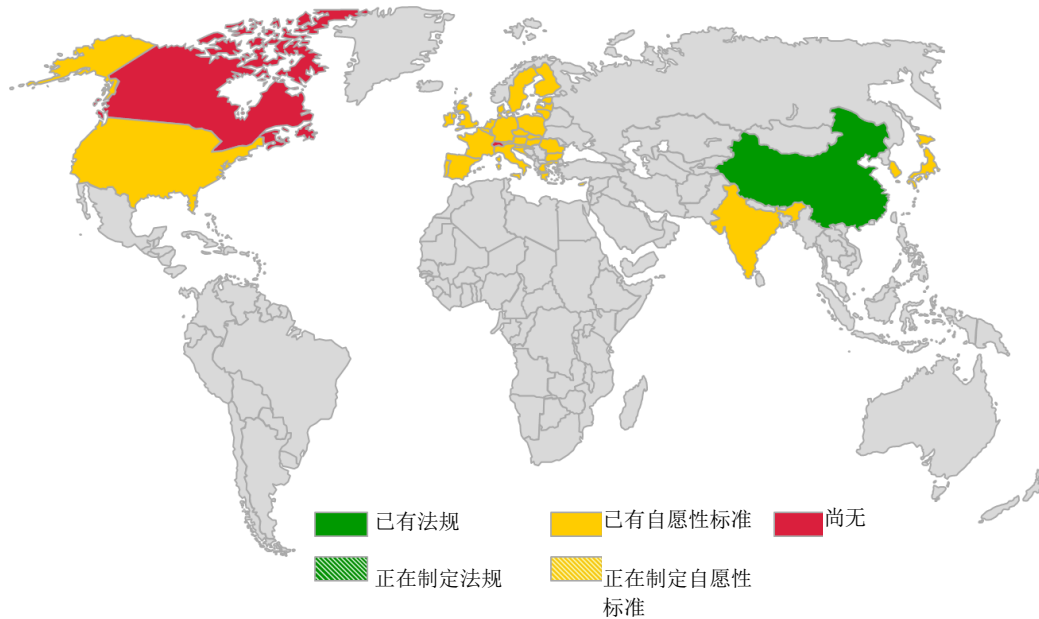 已有法规
已有自愿性标准
尚无
正在制定法规
正在制定自愿性
标准